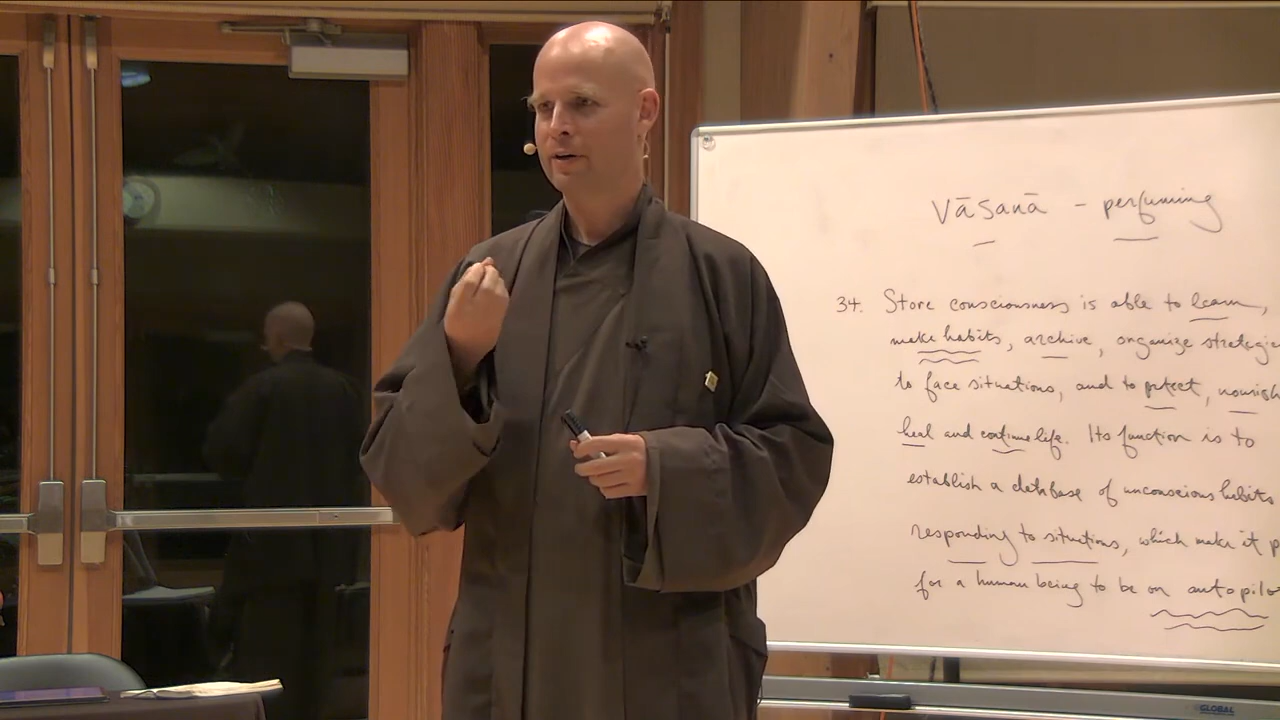 Vāsanā - perfuming
34. Store consciousness is able to learn,
make habits, archive, organize strategie
to face situations, and to protect, nourish
heal and continue life. Its function is to
establish a database of unconscious habits
responding to situations, which make it p
for a human being to be on autopilo
GLOBAL